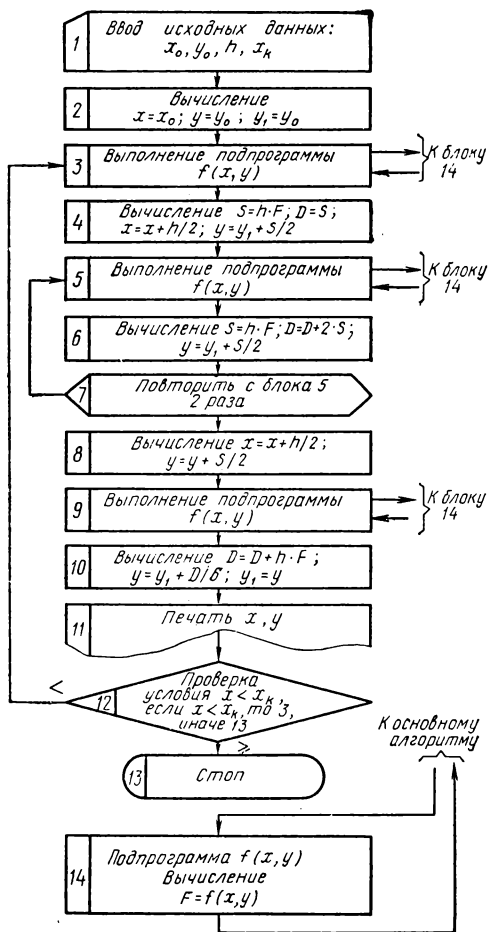 1
Ввод исходных данных:
x₀, y₀, h, xₖ
2
Вычисление
x=x₀; y=y₀; y₁=y₀
3
Выполнение подпрограммы
f(x,y)
К блоку
14
4
Вычисление S=h·F; D=S;
x=x+h/2; y=y₁+S/2
5
Выполнение подпрограммы
f(x,y)
К блоку
14
6
Вычисление S=h·F; D=D+2·S;
y=y₁+S/2
7
Повторить с блока 5
2 раза
8
Вычисление x=x+h/2;
y=y+S/2
9
Выполнение подпрограммы
f(x,y)
К блоку
14
10
Вычисление D=D+h·F;
y=y₁+D/6; y₁=y
11
Печать x,y
<
12
Проверка
условия x<xₖ,
если x<xₖ, то 3,
иначе 13
⩾
13
Стоп
К основному
алгоритму
14
Подпрограмма f(x,y)
Вычисление
F=f(x,y)